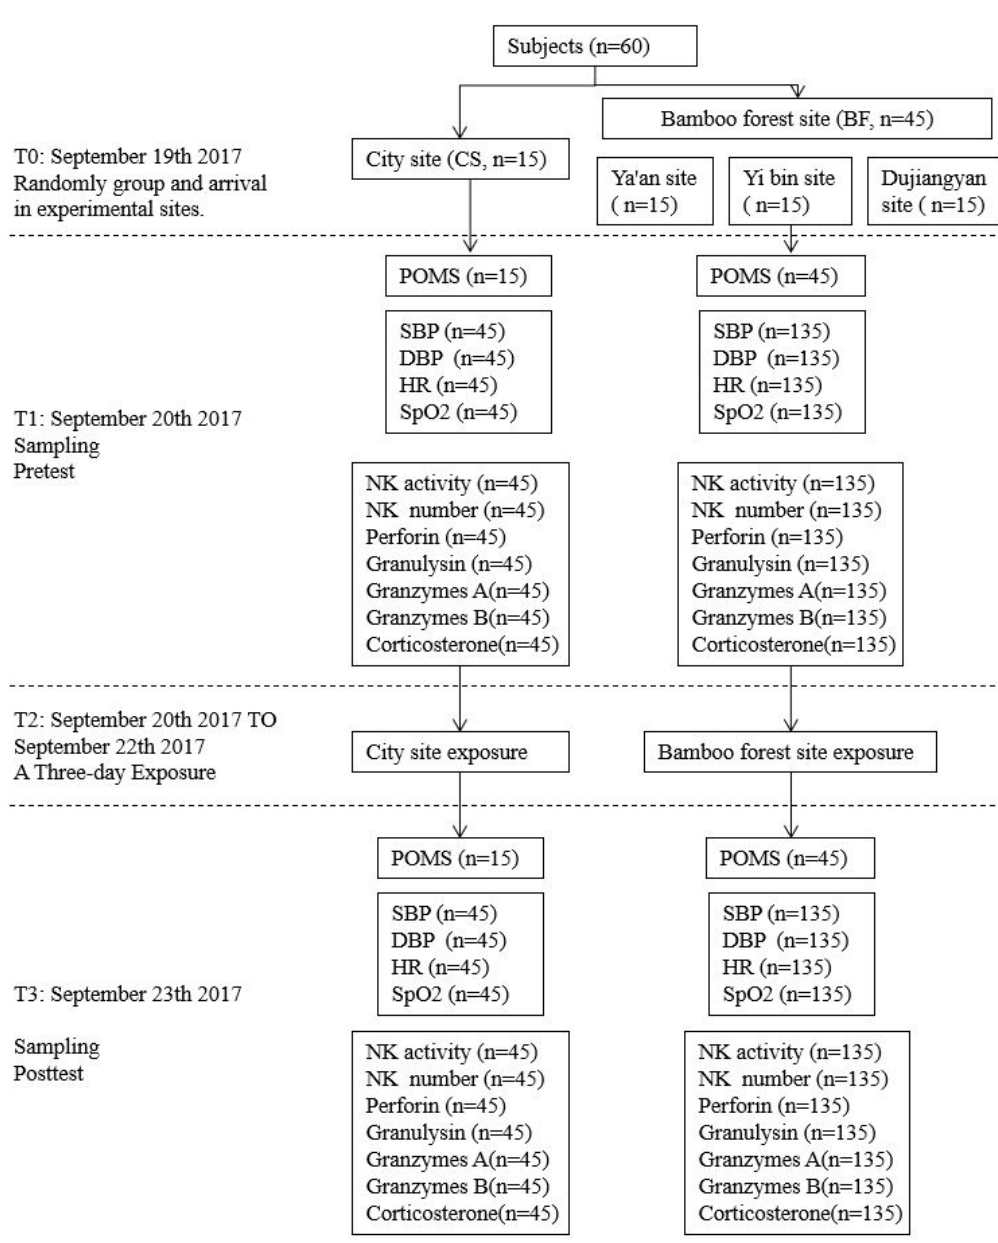 Subjects (n=60)
Bamboo forest site (BF, n=45)
City site (CS, n=15)
T0: September 19th 2017
Randomly group and arrival
in experimental sites.
Ya'an site
( n=15)
Yi bin site
( n=15)
Dujiangyan
site ( n=15)
POMS (n=15)
POMS (n=45)
SBP (n=45)
DBP (n=45)
HR (n=45)
SpO2 (n=45)
SBP (n=135)
DBP (n=135)
HR (n=135)
SpO2 (n=135)
T1: September 20th 2017
Sampling
Pretest
NK activity (n=45)
NK number (n=45)
Perforin (n=45)
Granulysin (n=45)
Granzymes A(n=45)
Granzymes B(n=45)
Corticosterone(n=45)
NK activity (n=135)
NK number (n=135)
Perforin (n=135)
Granulysin (n=135)
Granzymes A(n=135)
Granzymes B(n=135)
Corticosterone(n=135)
T2: September 20th 2017 TO
September 22th 2017
A Three-day Exposure
City site exposure
Bamboo forest site exposure
POMS (n=15)
POMS (n=45)
SBP (n=45)
DBP (n=45)
HR (n=45)
SpO2 (n=45)
SBP (n=135)
DBP (n=135)
HR (n=135)
SpO2 (n=135)
T3: September 23th 2017
Sampling
Posttest
NK activity (n=45)
NK number (n=45)
Perforin (n=45)
Granulysin (n=45)
Granzymes A(n=45)
Granzymes B(n=45)
Corticosterone(n=45)
NK activity (n=135)
NK number (n=135)
Perforin (n=135)
Granulysin (n=135)
Granzymes A(n=135)
Granzymes B(n=135)
Corticosterone(n=135)